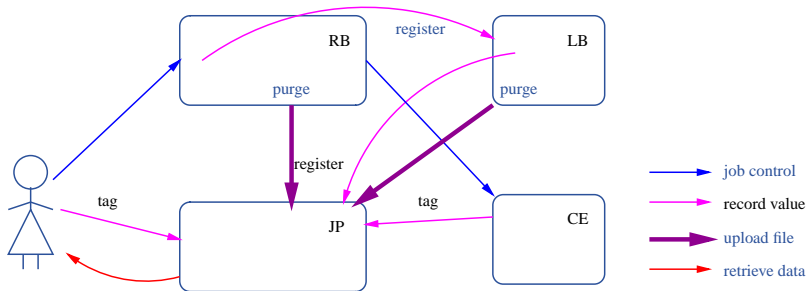 RB
register
LB
purge
purge
register
job control
tag
tag
record value
JP
CE
upload file
retrieve data